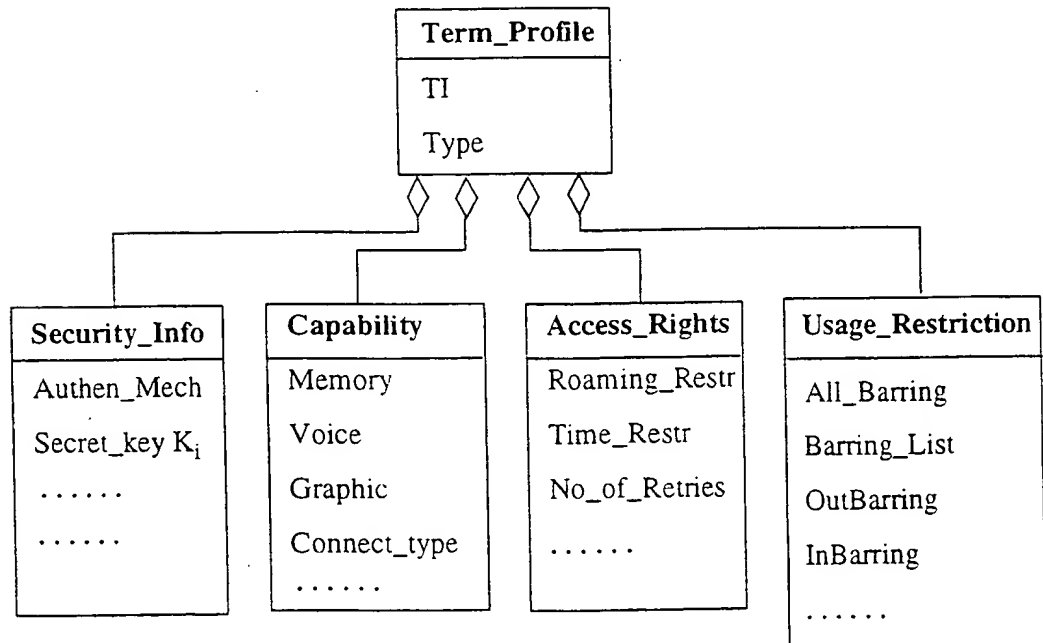 Term_Profile
TI
Type
Security_Info
Authen_Mech
Secret_key Ki
. . . . . .
. . . . . .
Capability
Memory
Voice
Graphic
Connect_type
. . . . . .
Access_Rights
Roaming_Restr
Time_Restr
No_of_Retries
. . . . . .
Usage_Restriction
All_Barring
Barring_List
OutBarring
InBarring
. . . . . .